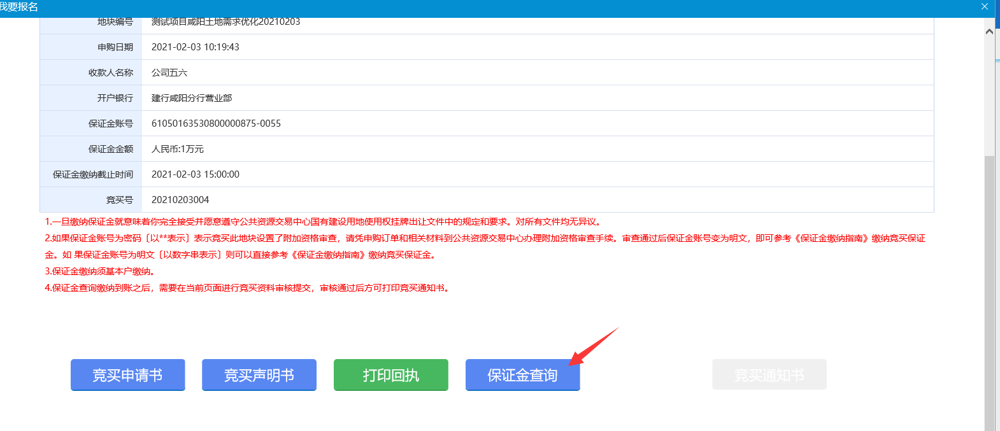 我要报名
地块编号 测试项目咸阳土地需求优化20210203
申购日期 2021-02-03 10:19:43
收款人名称 公司五六
开户银行 建行咸阳分行营业部
保证金账号 61050163530800000875-0055
保证金金额 人民币:1万元
保证金缴纳截止时间 2021-02-03 15:00:00
竞买号 20210203004
1.一旦缴纳保证金就意味着你完全接受并愿意遵守公共资源交易中心国有建设用地使用权挂牌出让文件中的规定和要求。对所有文件均无异议。
2.如果保证金账号为密码〔以**表示〕表示竞买此地块设置了附加资格审查，请凭申购订单和相关材料到公共资源交易中心办理附加资格审查手续。审查通过后保证金账号变为明文，即可参考《保证金缴纳指南》缴纳竞买保证
金。如 果保证金账号为明文〔以数字串表示〕则可以直接参考《保证金缴纳指南》缴纳竞买保证金。
3.保证金缴纳须基本户缴纳。
4.保证金查询缴纳到账之后，需要在当前页面进行竞买资料审核提交，审核通过后方可打印竞买通知书。
竞买申请书 竞买声明书 打印回执 保证金查询 竞买通知书